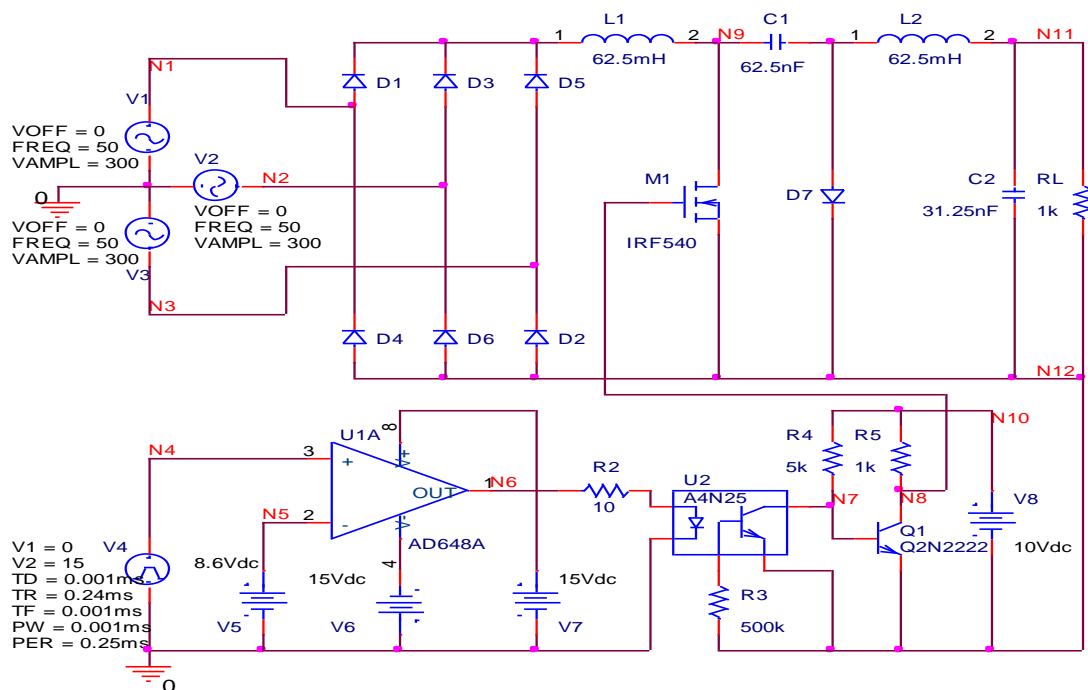 L1
C1
L2
1
2
N9
1
2
N11
62.5mH
62.5nF
62.5mH
N1
D1
D3
D5
V1
VOFF = 0
FREQ = 50
VAMPL = 300
V2
N2
M1
D7
C2
RL
31.25nF
1k
0
VOFF = 0
FREQ = 50
VAMPL = 300
VOFF = 0
FREQ = 50
VAMPL = 300
IRF540
V3
N3
D4
D6
D2
N12
N10
8
U1A
R4
R5
N4
3
V+
5k
1k
+
R2
U2
OUT
1
N6
A4N25
N5
2
-
V-
10
N7
N8
V8
AD648A
Q1
Q2N2222
V1 = 0
V2 = 15
TD = 0.001ms
TR = 0.24ms
TF = 0.001ms
PW = 0.001ms
PER = 0.25ms
V4
8.6Vdc
15Vdc
4
15Vdc
10Vdc
R3
500k
V5
V6
V7
0